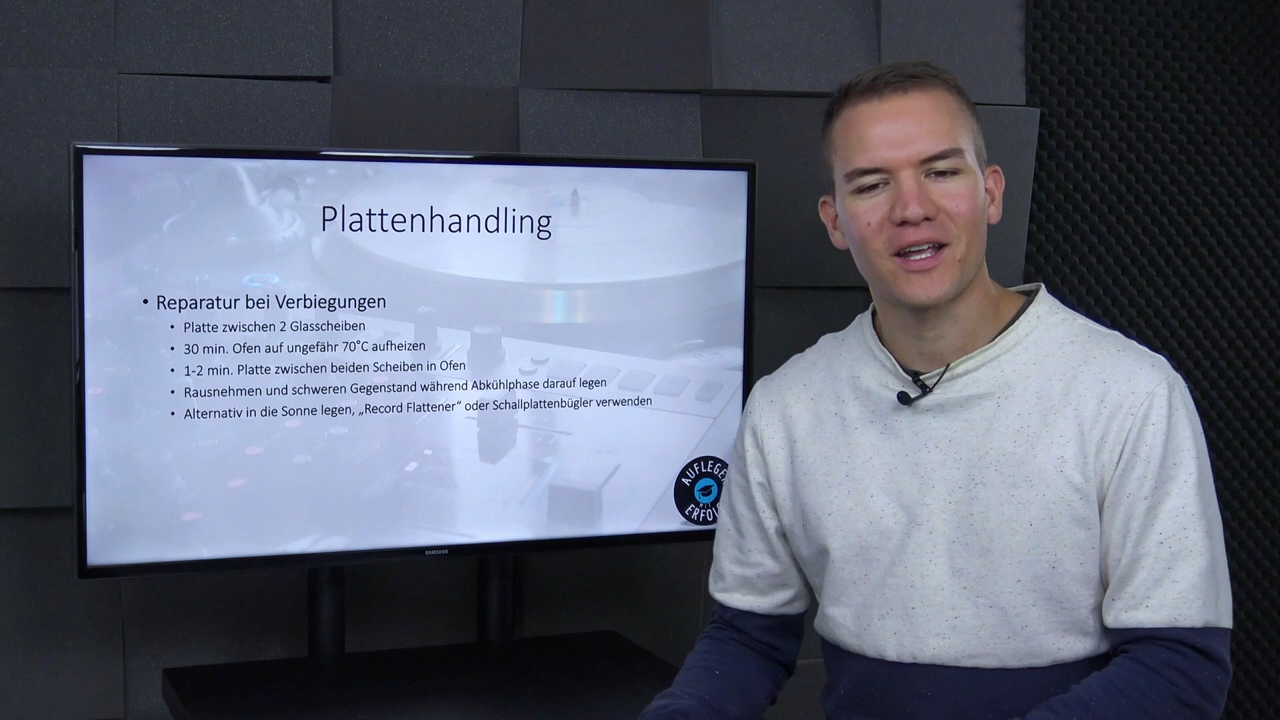 Plattenhandling
• Reparatur bei Verbiegungen
• Platte zwischen 2 Glasscheiben
• 30 min. Ofen auf ungefähr 70°C aufheizen
• 1-2 min. Platte zwischen beiden Scheiben in Ofen
• Rausnehmen und schweren Gegenstand während Abkühlphase darauf legen
• Alternativ in die Sonne legen, „Record Flattener“ oder Schallplattenbügler verwenden
SAMSUNG